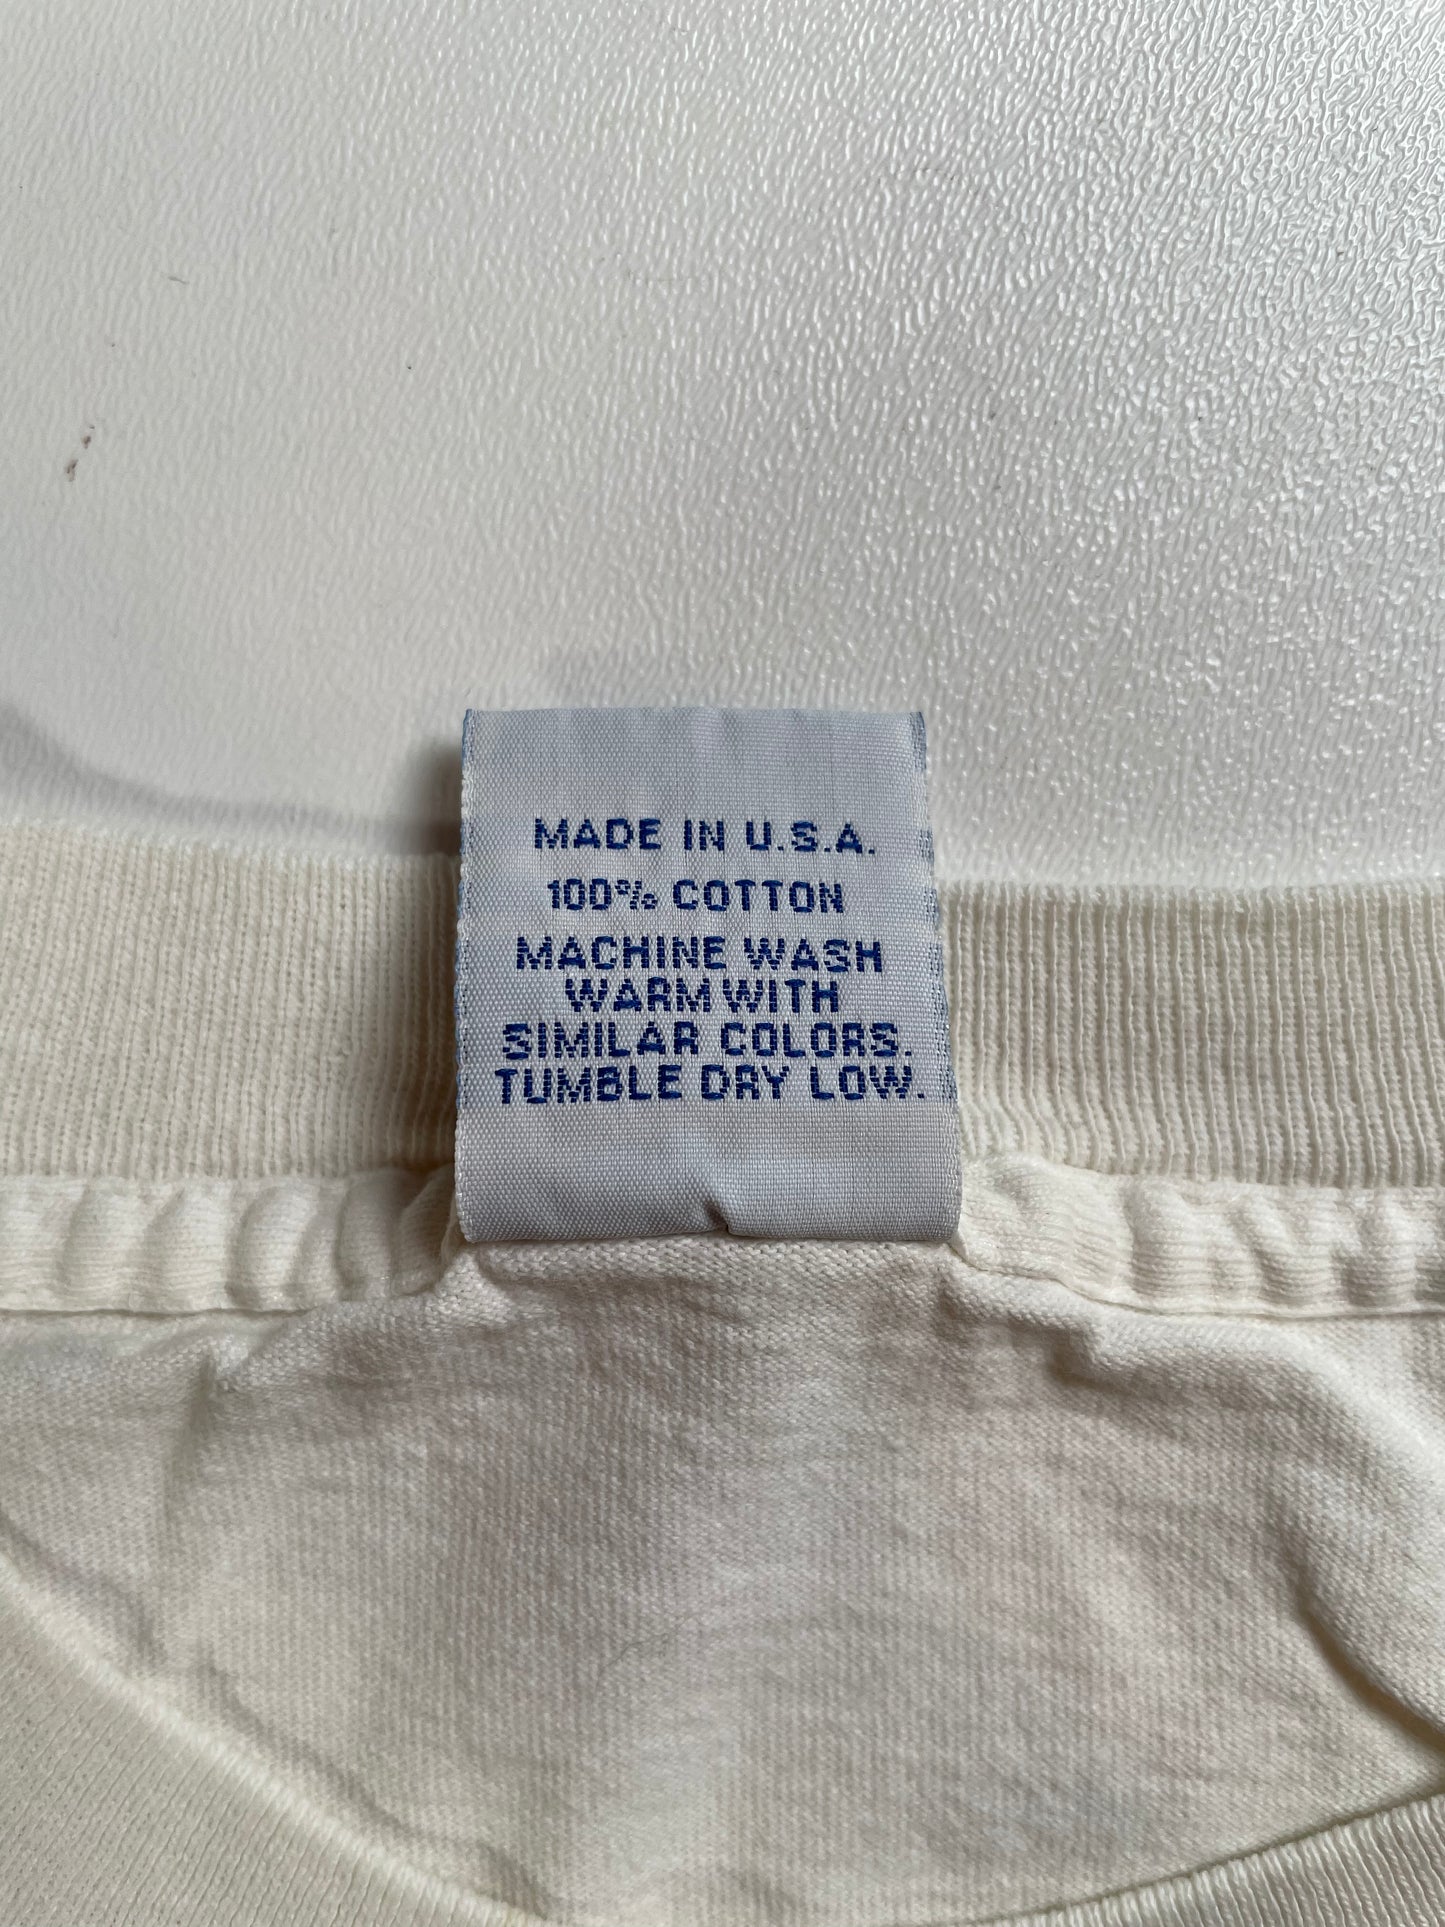 MADE IN U.S.A.
100% COTTON
MACHINE WASH
WARM WITH
SIMILAR COLORS.
TUMBLE DRY LOW.